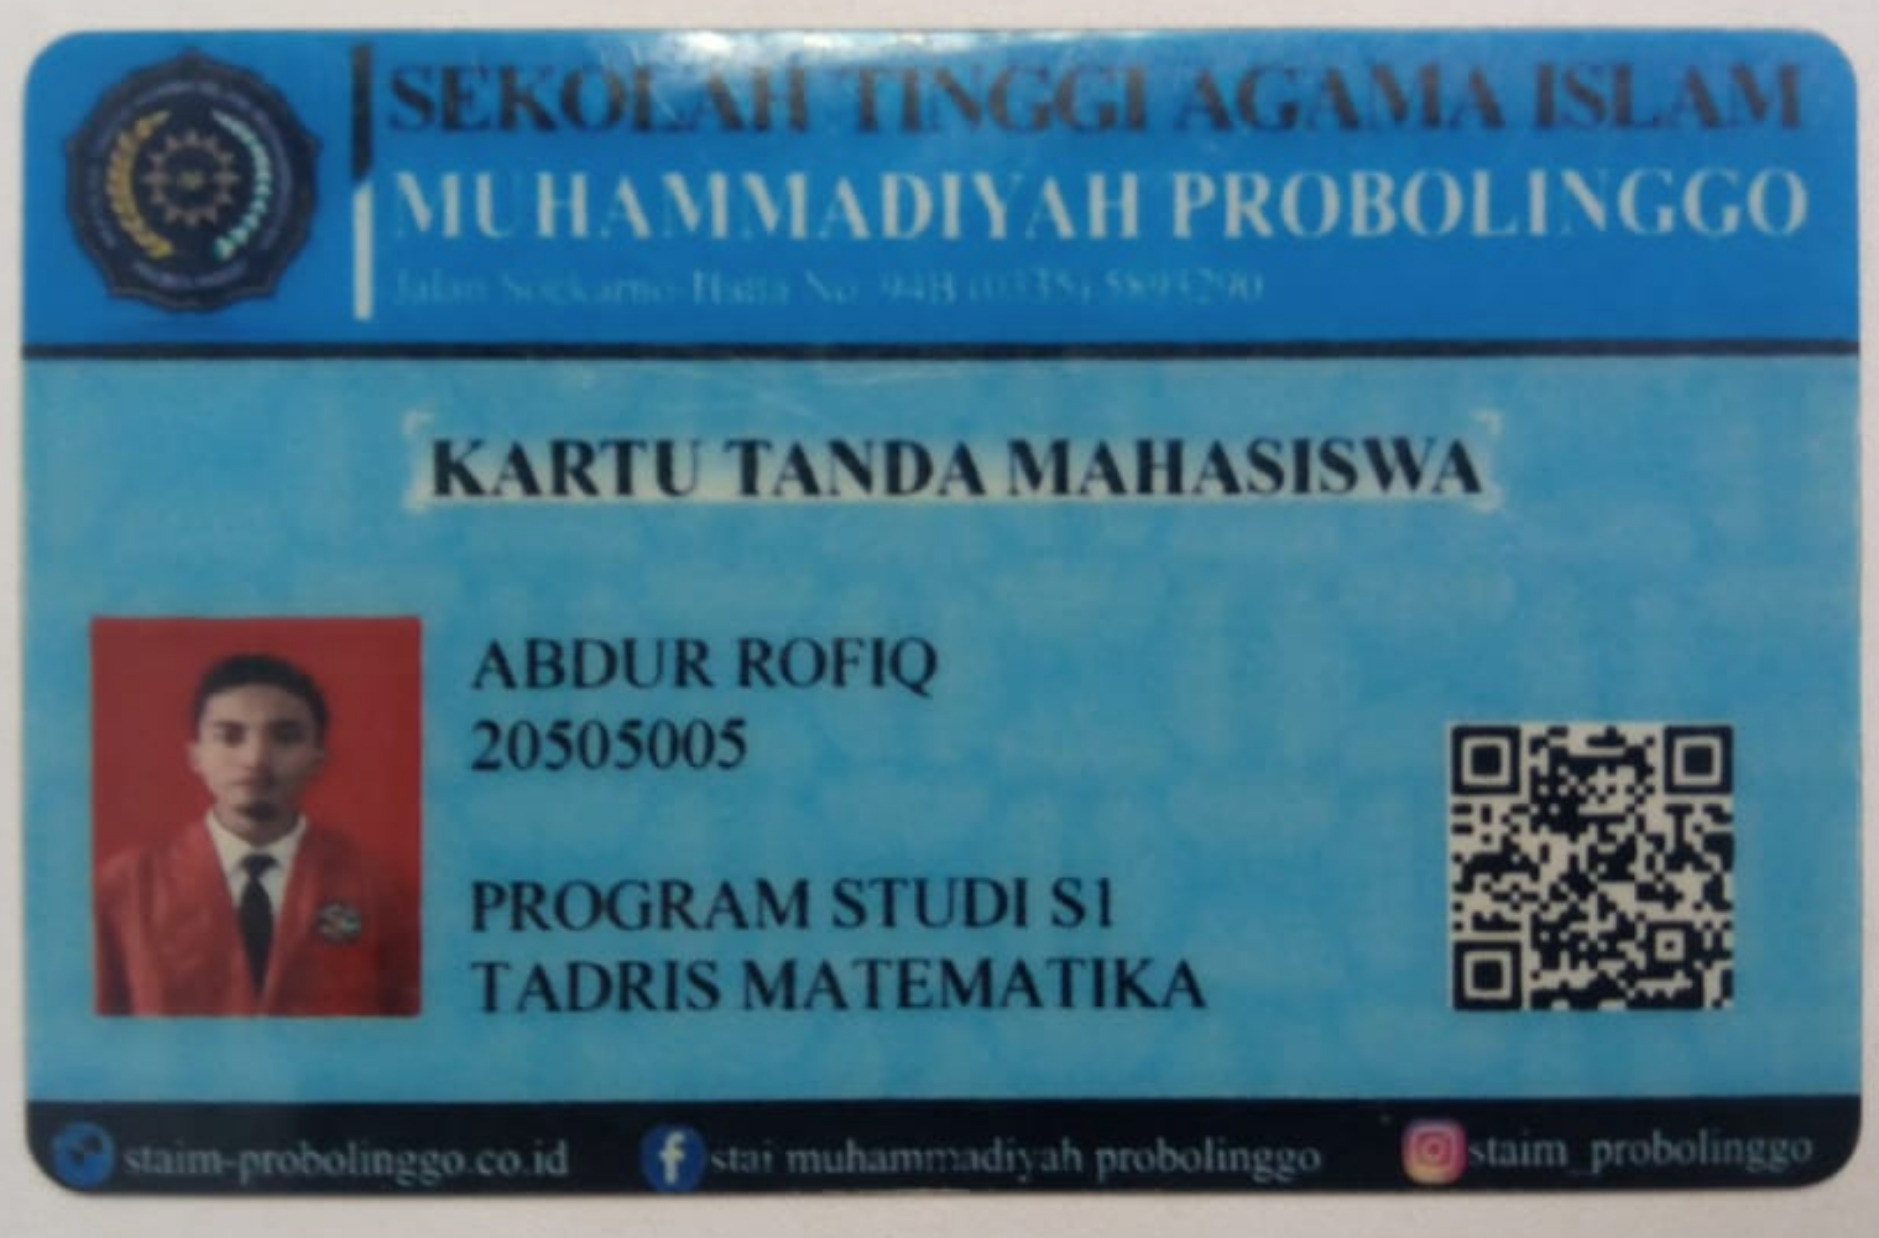 SEKOLAH TINGGI AGAMA ISLAM
MUHAMMADIYAH PROBOLINGGO
Jalan Soekarno-Hatta No. 94B (0335)
KARTU TANDA MAHASISWA
ABDUR ROFIQ
20505005
PROGRAM STUDI S1
TADRIS MATEMATIKA
staim-probolinggo.co.id
stai muhammadiyah probolinggo
staim_probolinggo